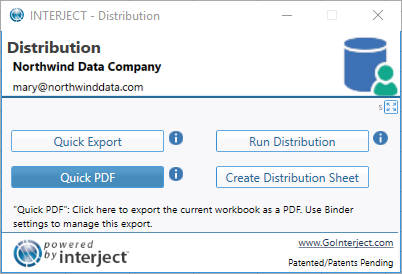 INTERJECT - Distribution
Distribution
Northwind Data Company
mary@northwinddata.com
s
Quick Export
Run Distribution
Quick PDF
Create Distribution Sheet
"Quick PDF": Click here to export the current workbook as a PDF. Use Binder
settings to manage this export.
powered
by interject™
www.GoInterject.com
Patented/Patents Pending